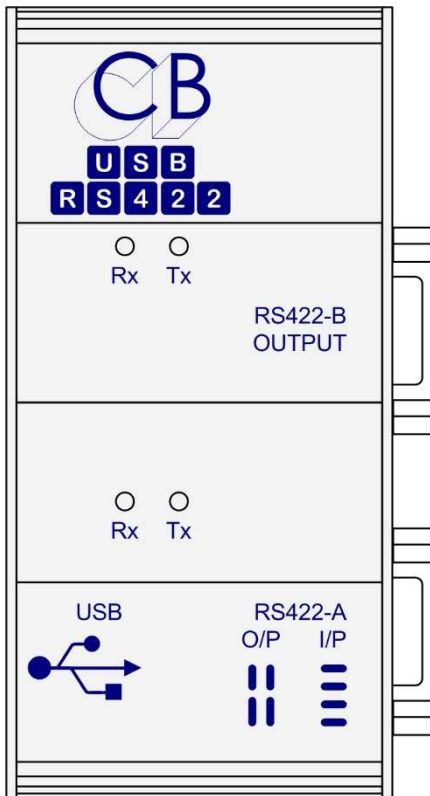 CB
USB
RS422
Rx Tx
RS422-B
OUTPUT
Rx Tx
USB RS422-A
O/P I/P